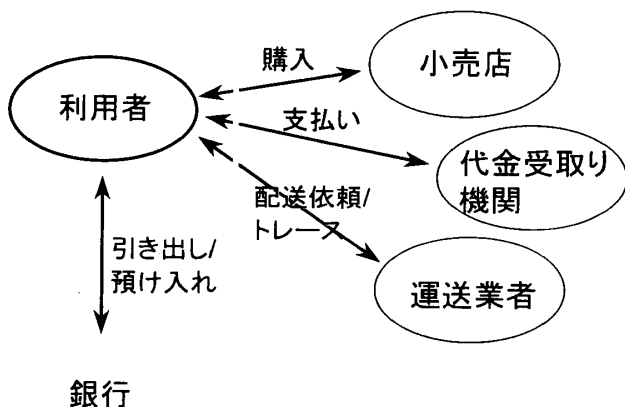 利用者
購入
小売店
支払い
代金受取り
機関
配送依頼/
トレース
運送業者
引き出し/
預け入れ
銀行